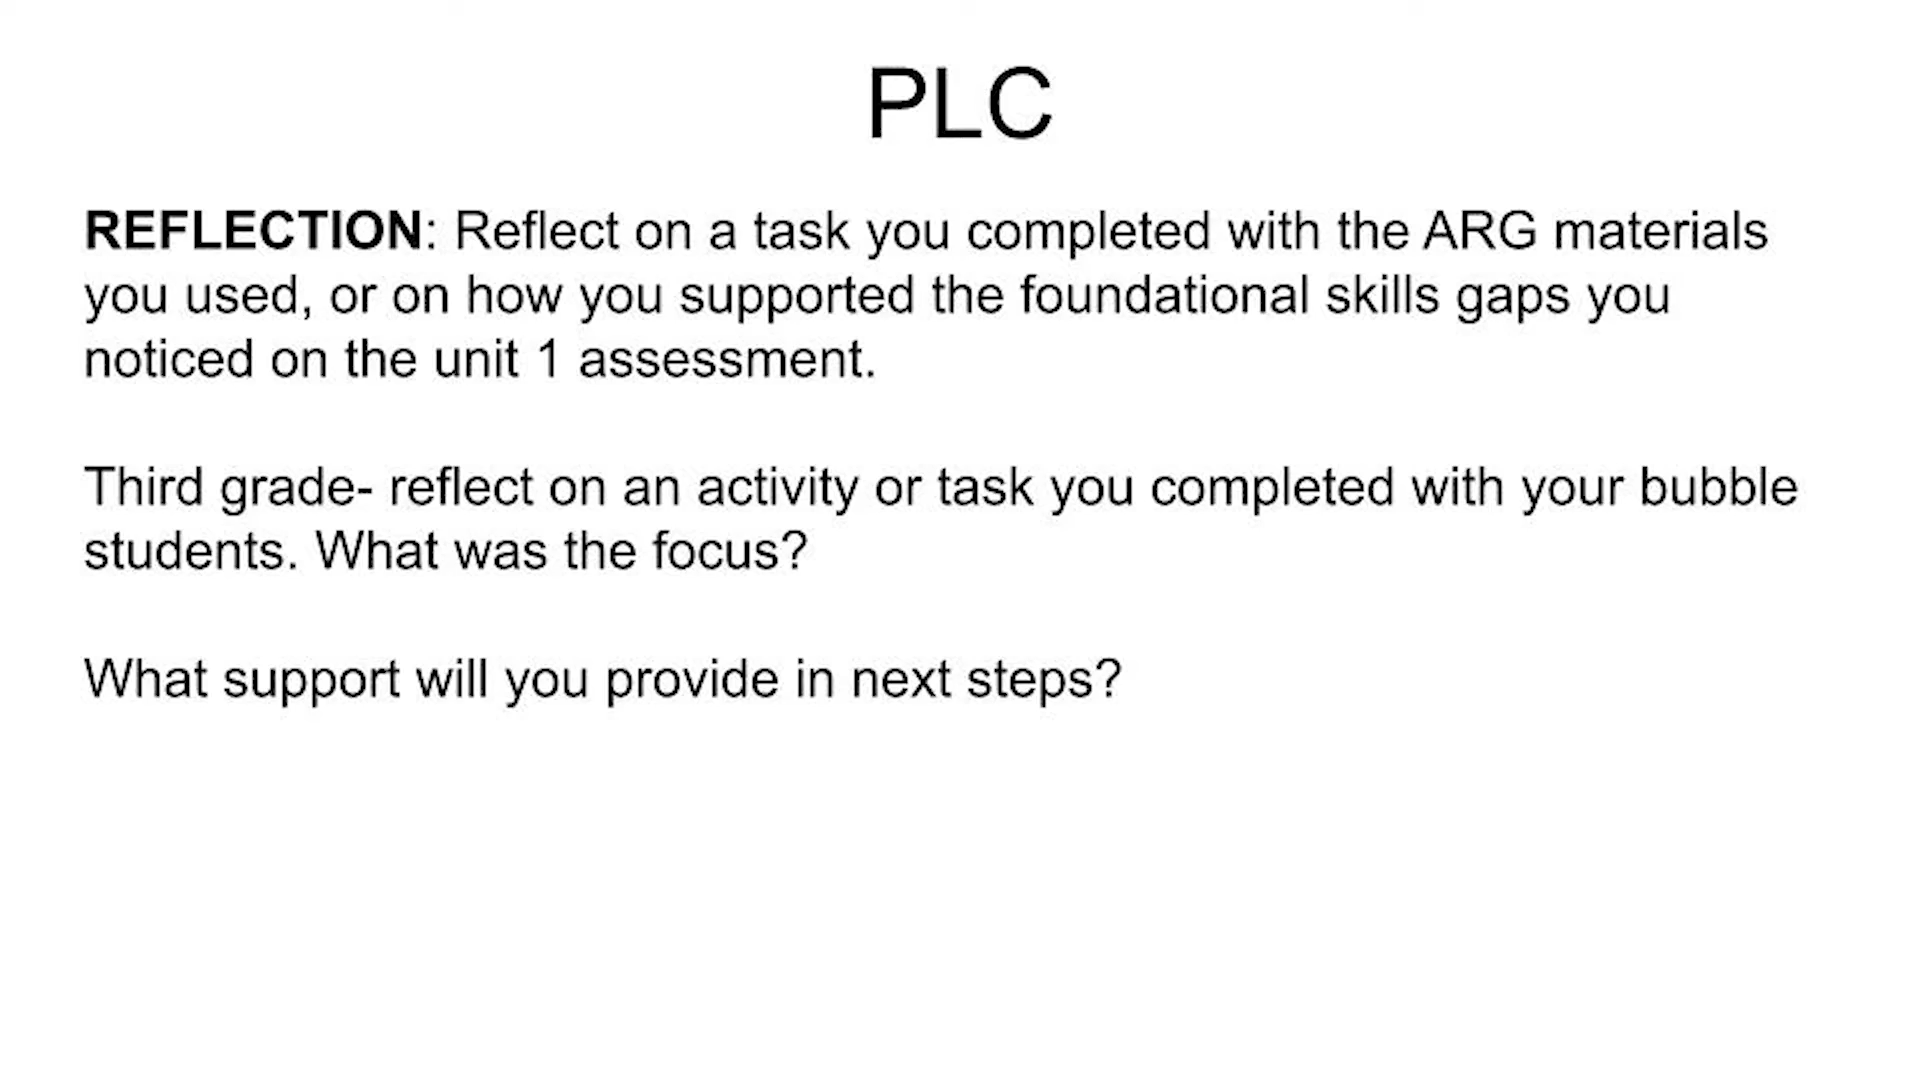 PLC
REFLECTION: Reflect on a task you completed with the ARG materials
you used, or on how you supported the foundational skills gaps you
noticed on the unit 1 assessment.
Third grade- reflect on an activity or task you completed with your bubble
students. What was the focus?
What support will you provide in next steps?